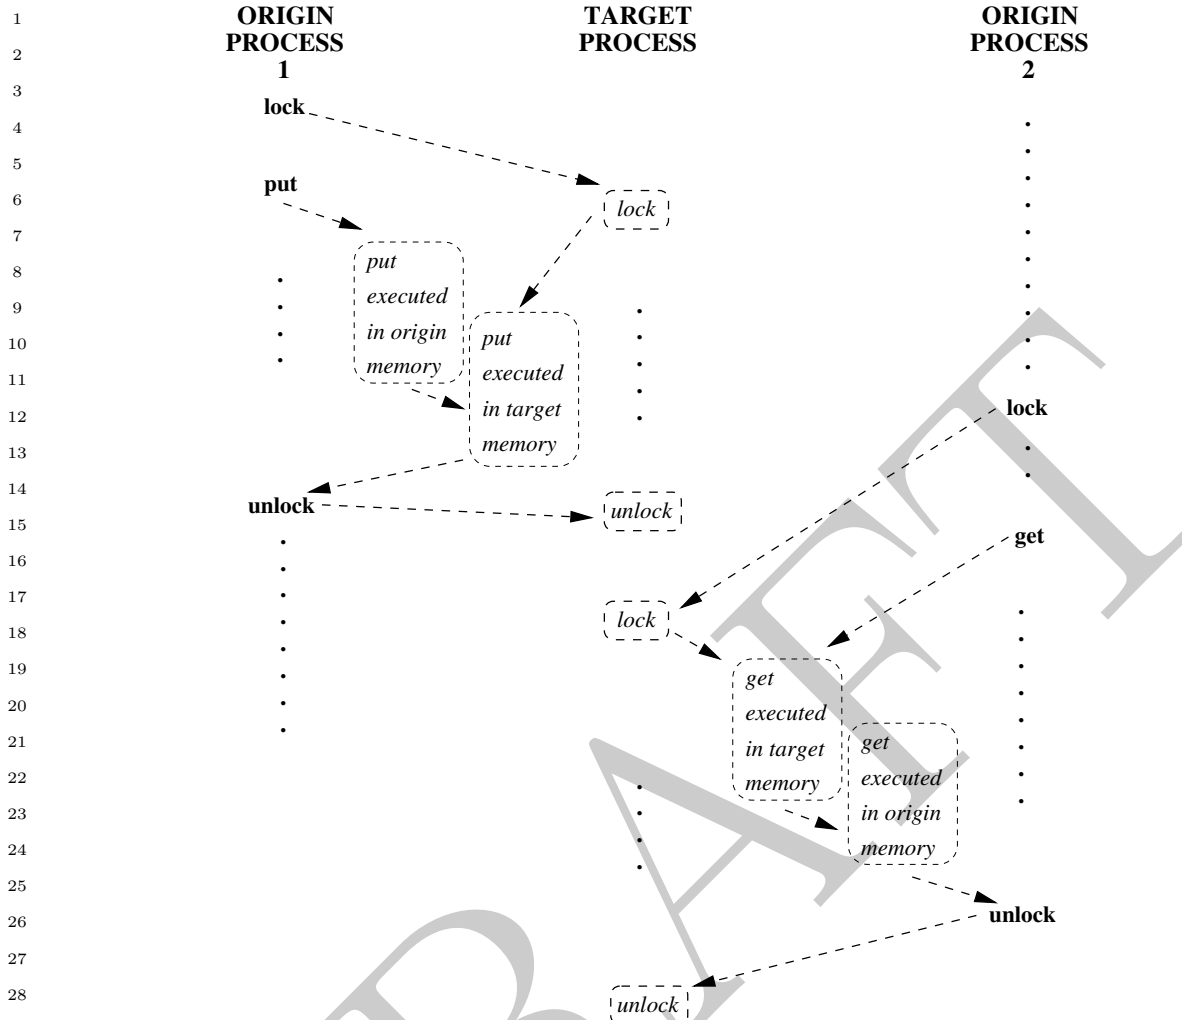 1 ORIGIN TARGET ORIGIN
2 PROCESS PROCESS PROCESS
1 2
3
lock
4
5
put
6 lock
7
put
8
executed
9
in origin put
10
memory executed
11
in target lock
12
memory
13
14
unlock unlock
15
get
16
17
lock
18
19
get
20 executed
get
21
in target executed
22
memory in origin
23
memory
24
25
unlock
26
27
28 unlock
DRAFT